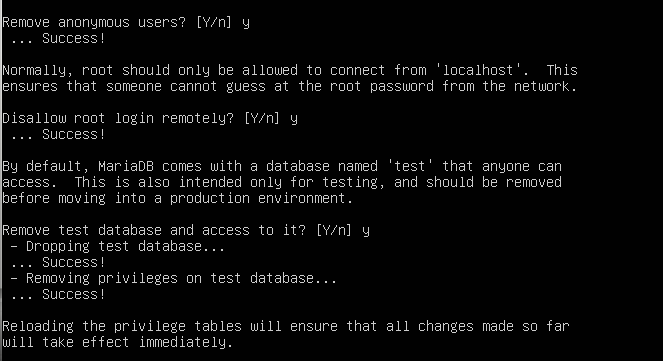 Remove anonymous users? [Y/n] y
 ... Success!
Normally, root should only be allowed to connect from 'localhost'.  This
ensures that someone cannot guess at the root password from the network.
Disallow root login remotely? [Y/n] y
 ... Success!
By default, MariaDB comes with a database named 'test' that anyone can
access.  This is also intended only for testing, and should be removed
before moving into a production environment.
Remove test database and access to it? [Y/n] y
 - Dropping test database...
 ... Success!
 - Removing privileges on test database...
 ... Success!
Reloading the privilege tables will ensure that all changes made so far
will take effect immediately.